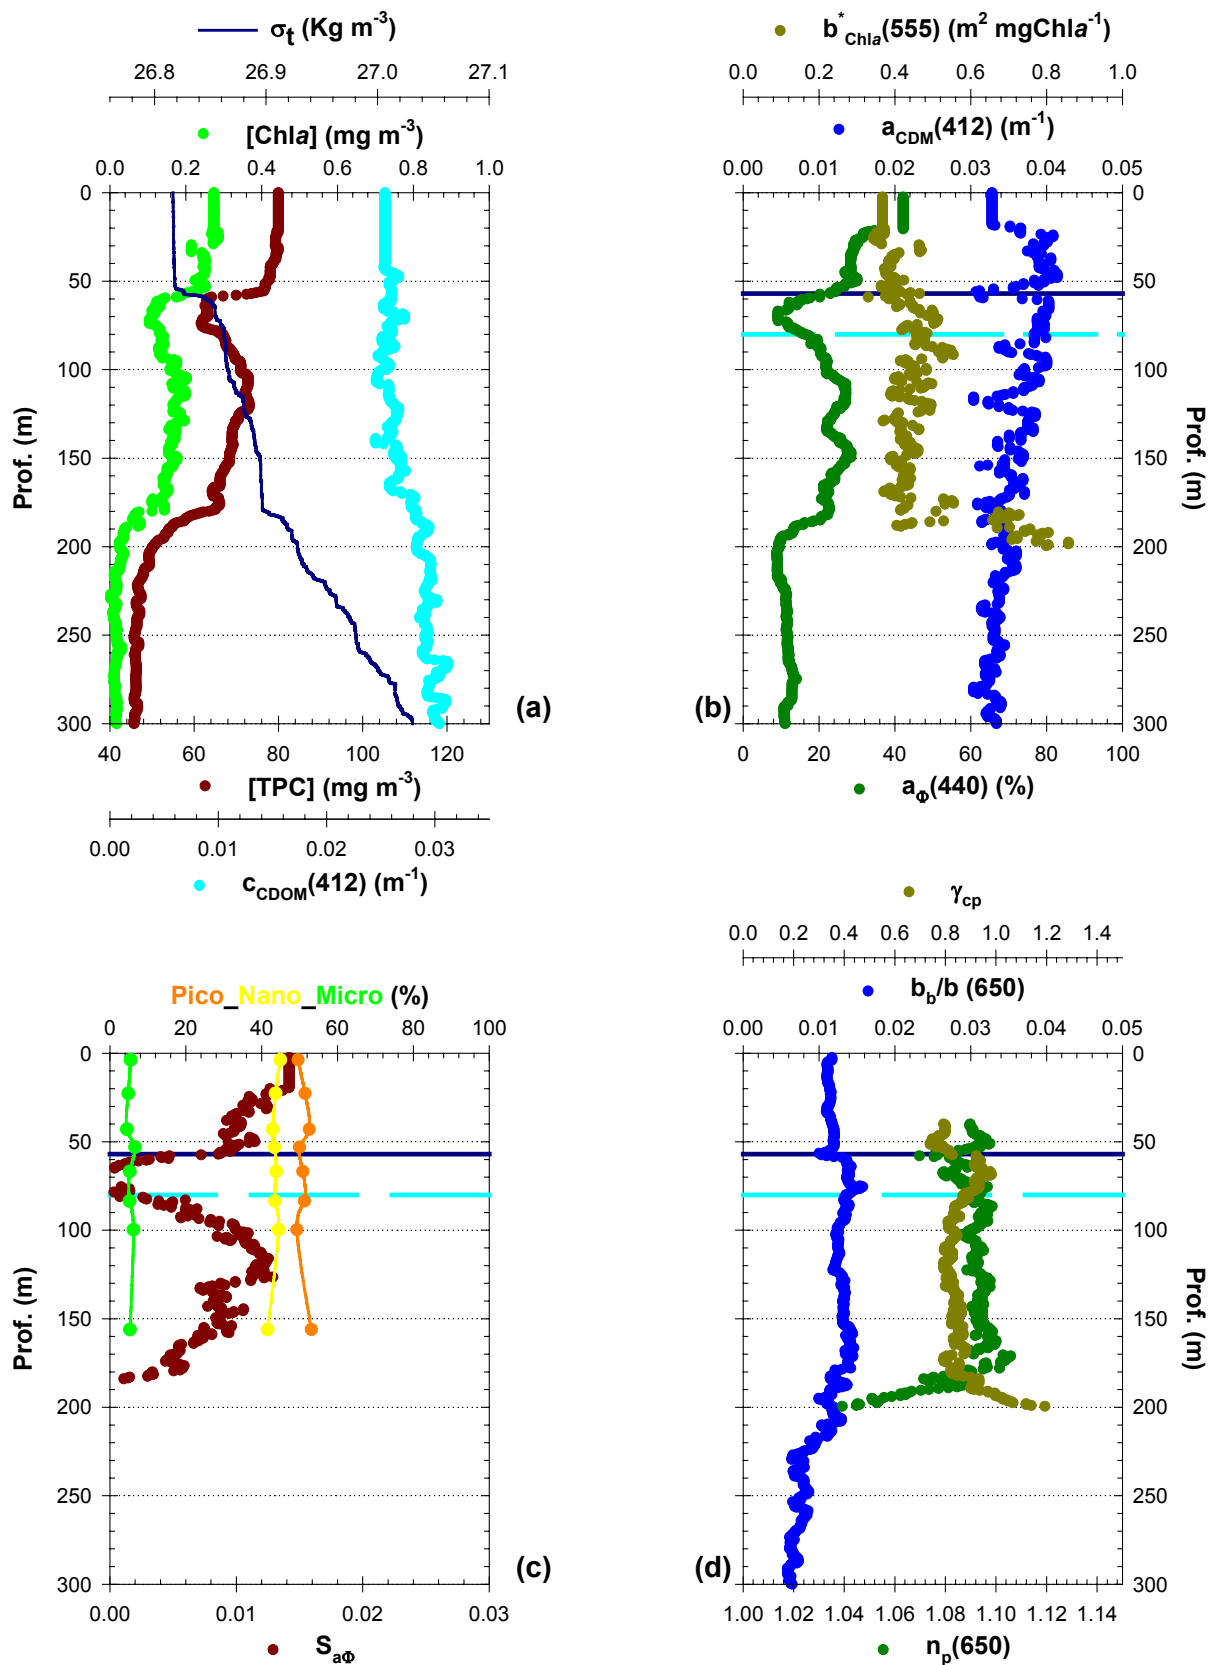 σt (Kg m-3)
26.8 26.9 27.0 27.1
[Chla] (mg m-3)
0.0 0.2 0.4 0.6 0.8 1.0
0
50
100
150
200
250
300
Prof. (m)
(a)
40 60 80 100 120
[TPC] (mg m-3)
0.00 0.01 0.02 0.03
cCDOM(412) (m-1)
b*Chla(555) (m2 mgChla-1)
0.0 0.2 0.4 0.6 0.8 1.0
aCDM(412) (m-1)
0.00 0.01 0.02 0.03 0.04 0.05
0
50
100
150
200
250
300
Prof. (m)
(b)
0 20 40 60 80 100
aΦ(440) (%)
Pico_Nano_Micro (%)
0 20 40 60 80 100
0
50
100
150
200
250
300
Prof. (m)
(c)
0.00 0.01 0.02 0.03
SaΦ
γcp
0.0 0.2 0.4 0.6 0.8 1.0 1.2 1.4
bb/b (650)
0.00 0.01 0.02 0.03 0.04 0.05
0
50
100
150
200
250
300
Prof. (m)
(d)
1.00 1.02 1.04 1.06 1.08 1.10 1.12 1.14
np(650)